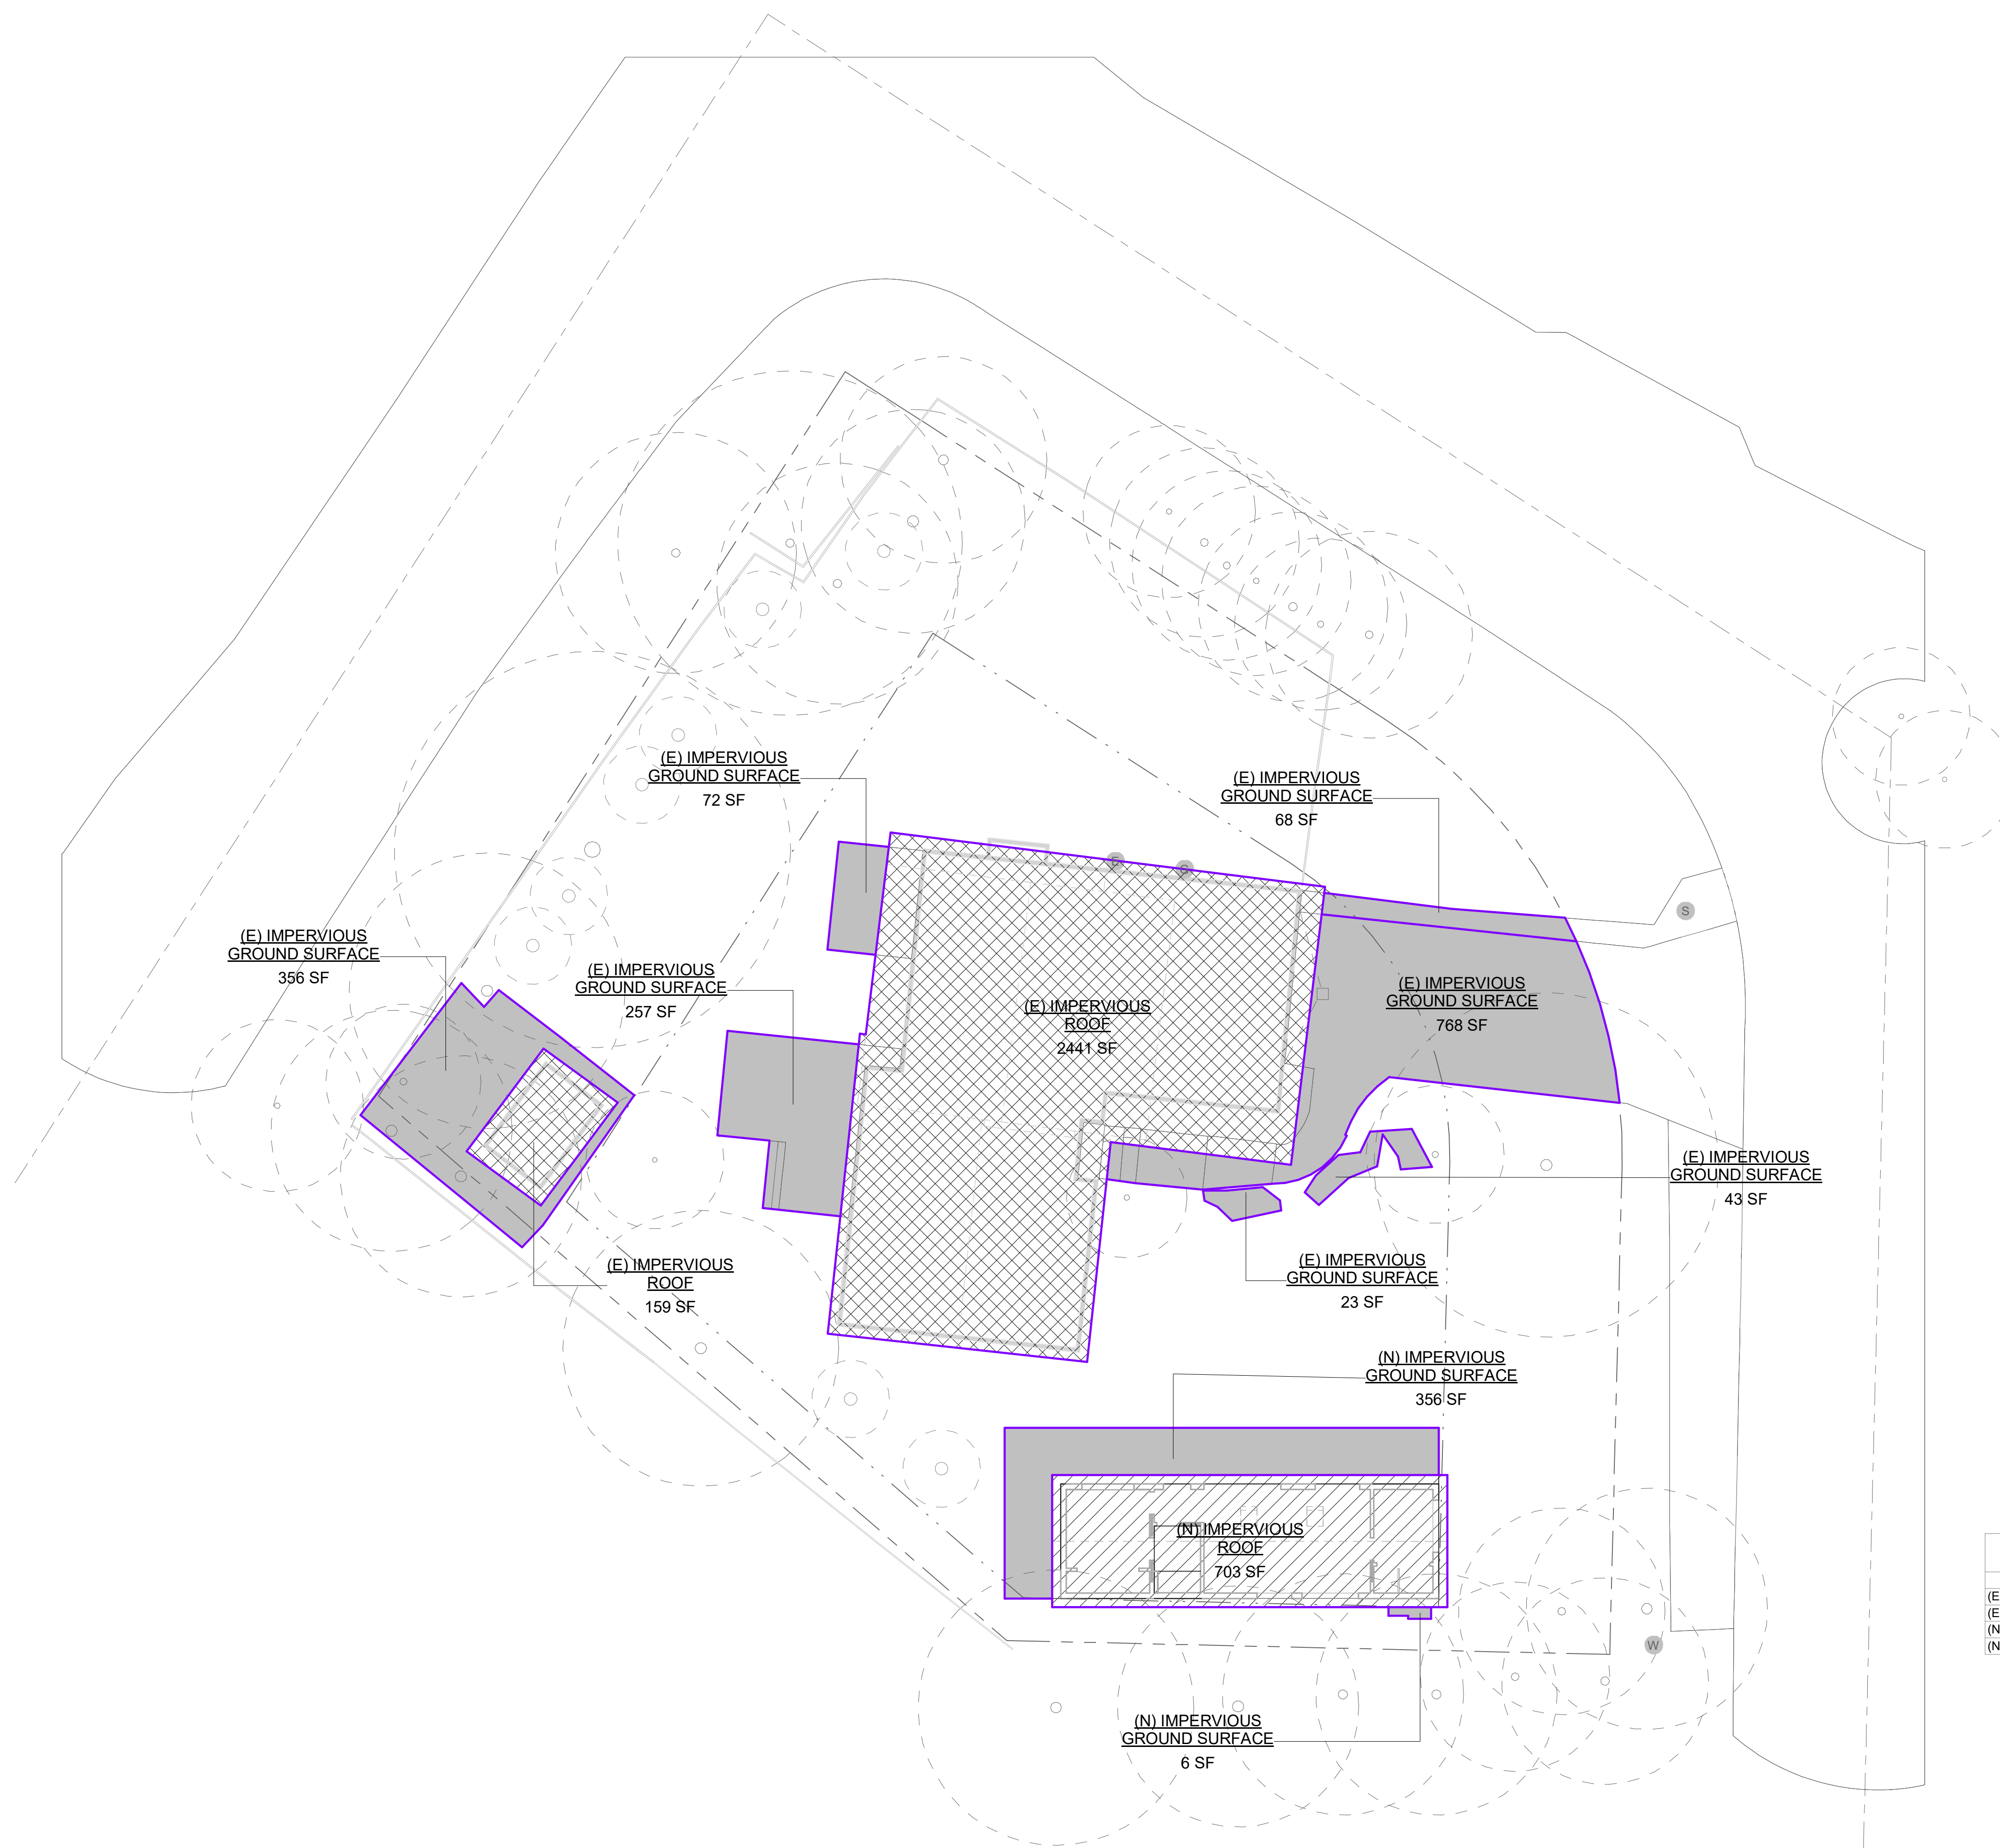 (E) IMPERVIOUS
GROUND SURFACE
72 SF
(E) IMPERVIOUS
GROUND SURFACE
68 SF
E
G
S
(E) IMPERVIOUS
GROUND SURFACE
356 SF
(E) IMPERVIOUS
GROUND SURFACE
257 SF
(E) IMPERVIOUS
ROOF
2441 SF
(E) IMPERVIOUS
GROUND SURFACE
768 SF
(E) IMPERVIOUS
GROUND SURFACE
43 SF
(E) IMPERVIOUS
ROOF
159 SF
(E) IMPERVIOUS
GROUND SURFACE
23 SF
(N) IMPERVIOUS
GROUND SURFACE
356 SF
(N) IMPERVIOUS
ROOF
703 SF
(E
(E
(N
(N
W
(N) IMPERVIOUS
GROUND SURFACE
6 SF